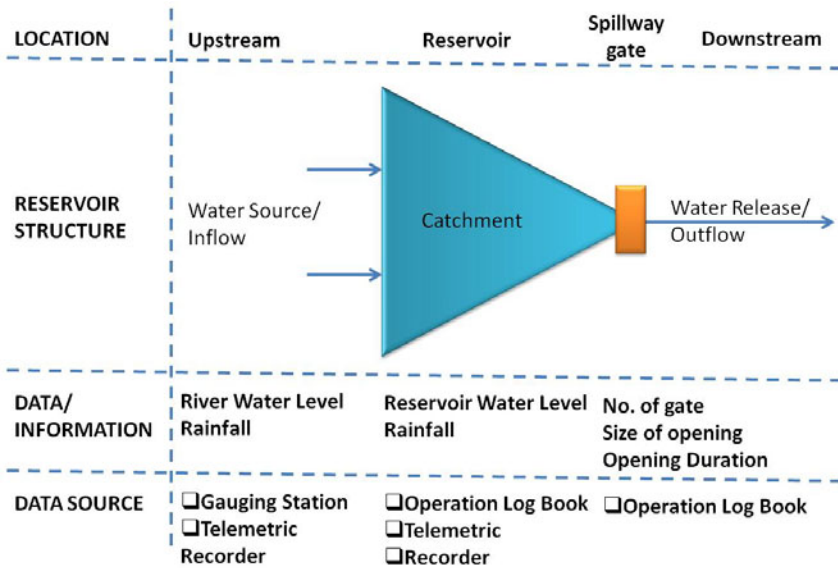 LOCATION
Upstream
Reservoir
Spillway
gate
Downstream
RESERVOIR
STRUCTURE
Water Source/
Inflow
Catchment
Water Release/
Outflow
DATA/
INFORMATION
River Water Level
Rainfall
Reservoir Water Level
Rainfall
No. of gate
Size of opening
Opening Duration
DATA SOURCE
❑Gauging Station
❑Telemetric
Recorder
❑Operation Log Book
❑Telemetric
❑Recorder
❑Operation Log Book